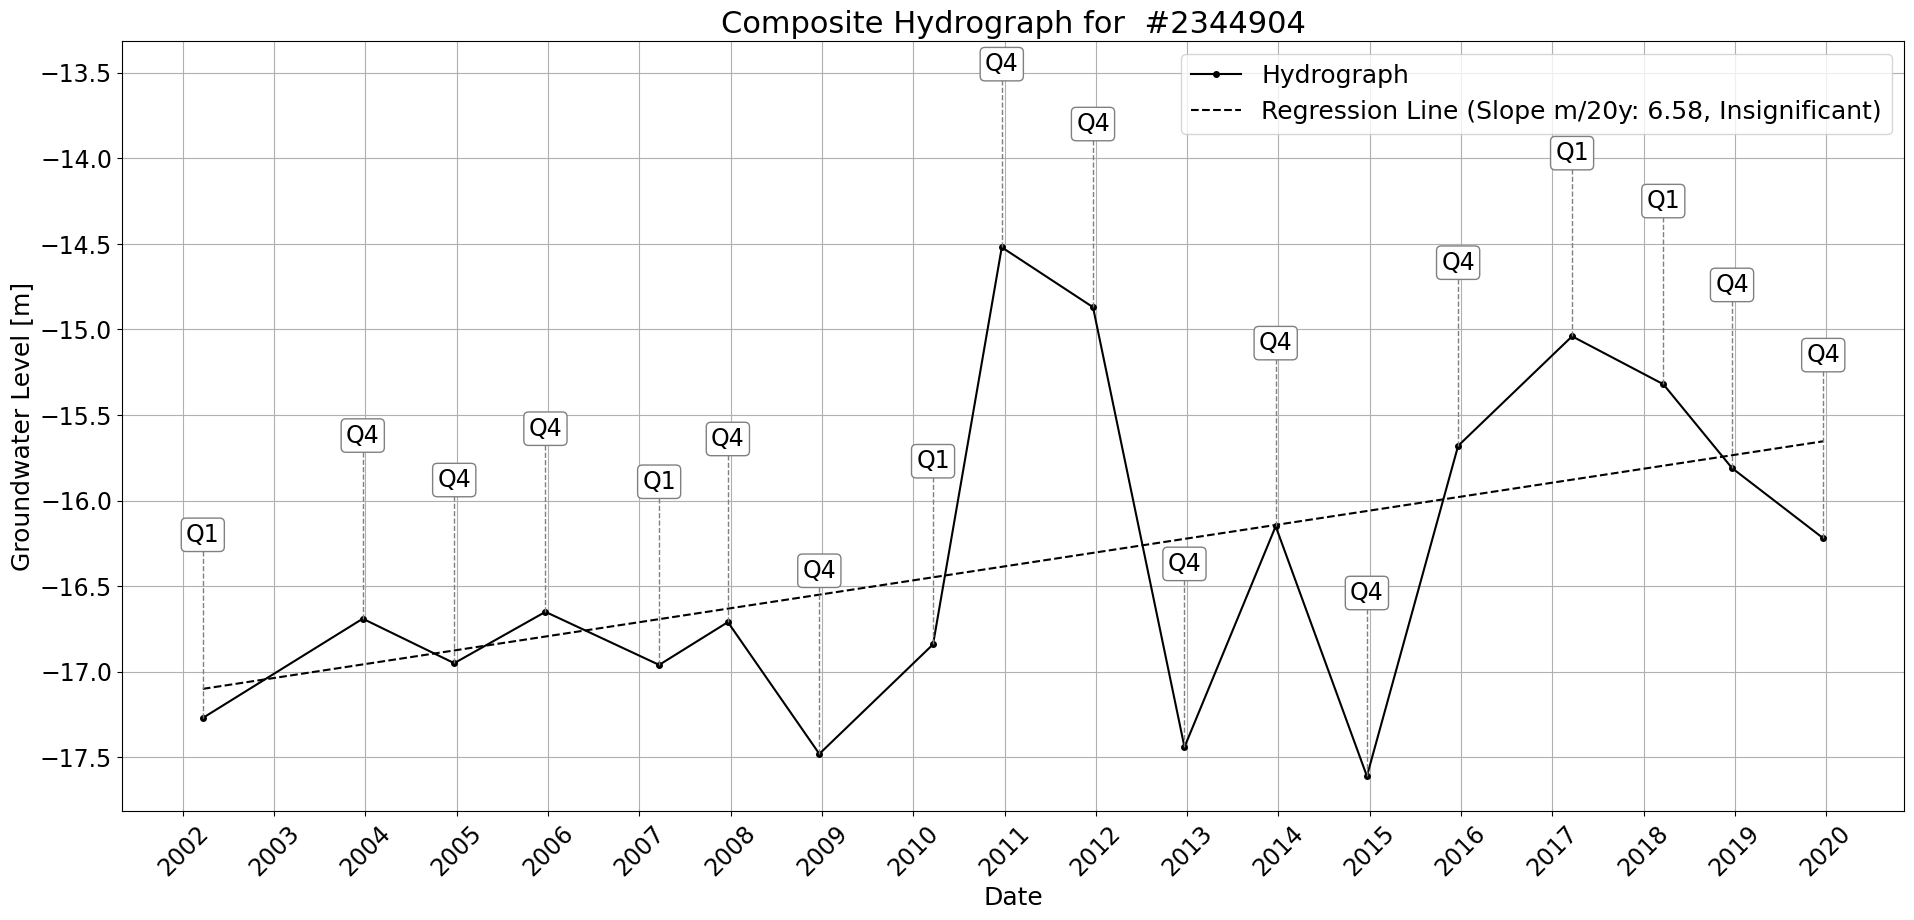 Composite Hydrograph for  #2344904
Hydrograph
Regression Line (Slope m/20y: 6.58, Insignificant)
Groundwater Level [m]
−13.5
−14.0
−14.5
−15.0
−15.5
−16.0
−16.5
−17.0
−17.5
Q1
Q4
Q4
Q4
Q1
Q4
Q4
Q1
Q4
Q4
Q4
Q4
Q4
Q4
Q1
Q1
Q4
Q4
2002
2003
2004
2005
2006
2007
2008
2009
2010
2011
2012
2013
2014
2015
2016
2017
2018
2019
2020
Date